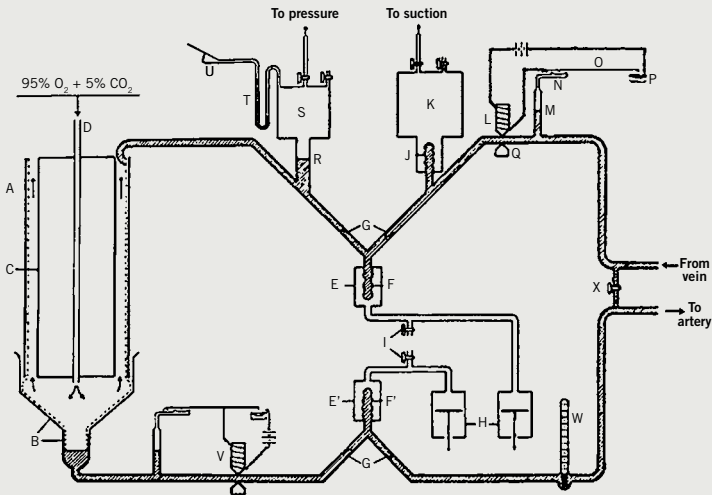 To pressure
To suction
U
95% O₂ + 5% CO₂
T
S
K
O
P
N
L
M
D
R
J
Q
A
G
From vein
C
E
F
X
To artery
I
E'
F'
H
W
B
V
G